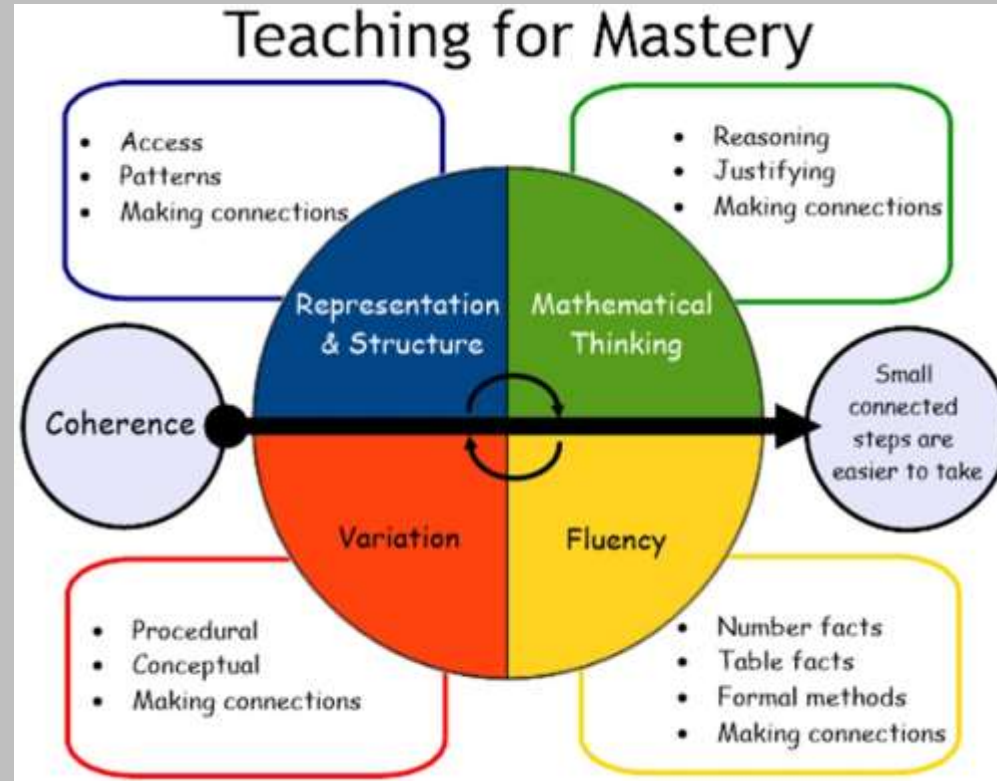 Teaching for Mastery
Access
Patterns
Making connections
Reasoning
Justifying
Making connections
Representation
& Structure
Mathematical
Thinking
Coherence
Small
connected
steps are
easier to take
Variation
Fluency
Procedural
Conceptual
Making connections
Number facts
Table facts
Formal methods
Making connections